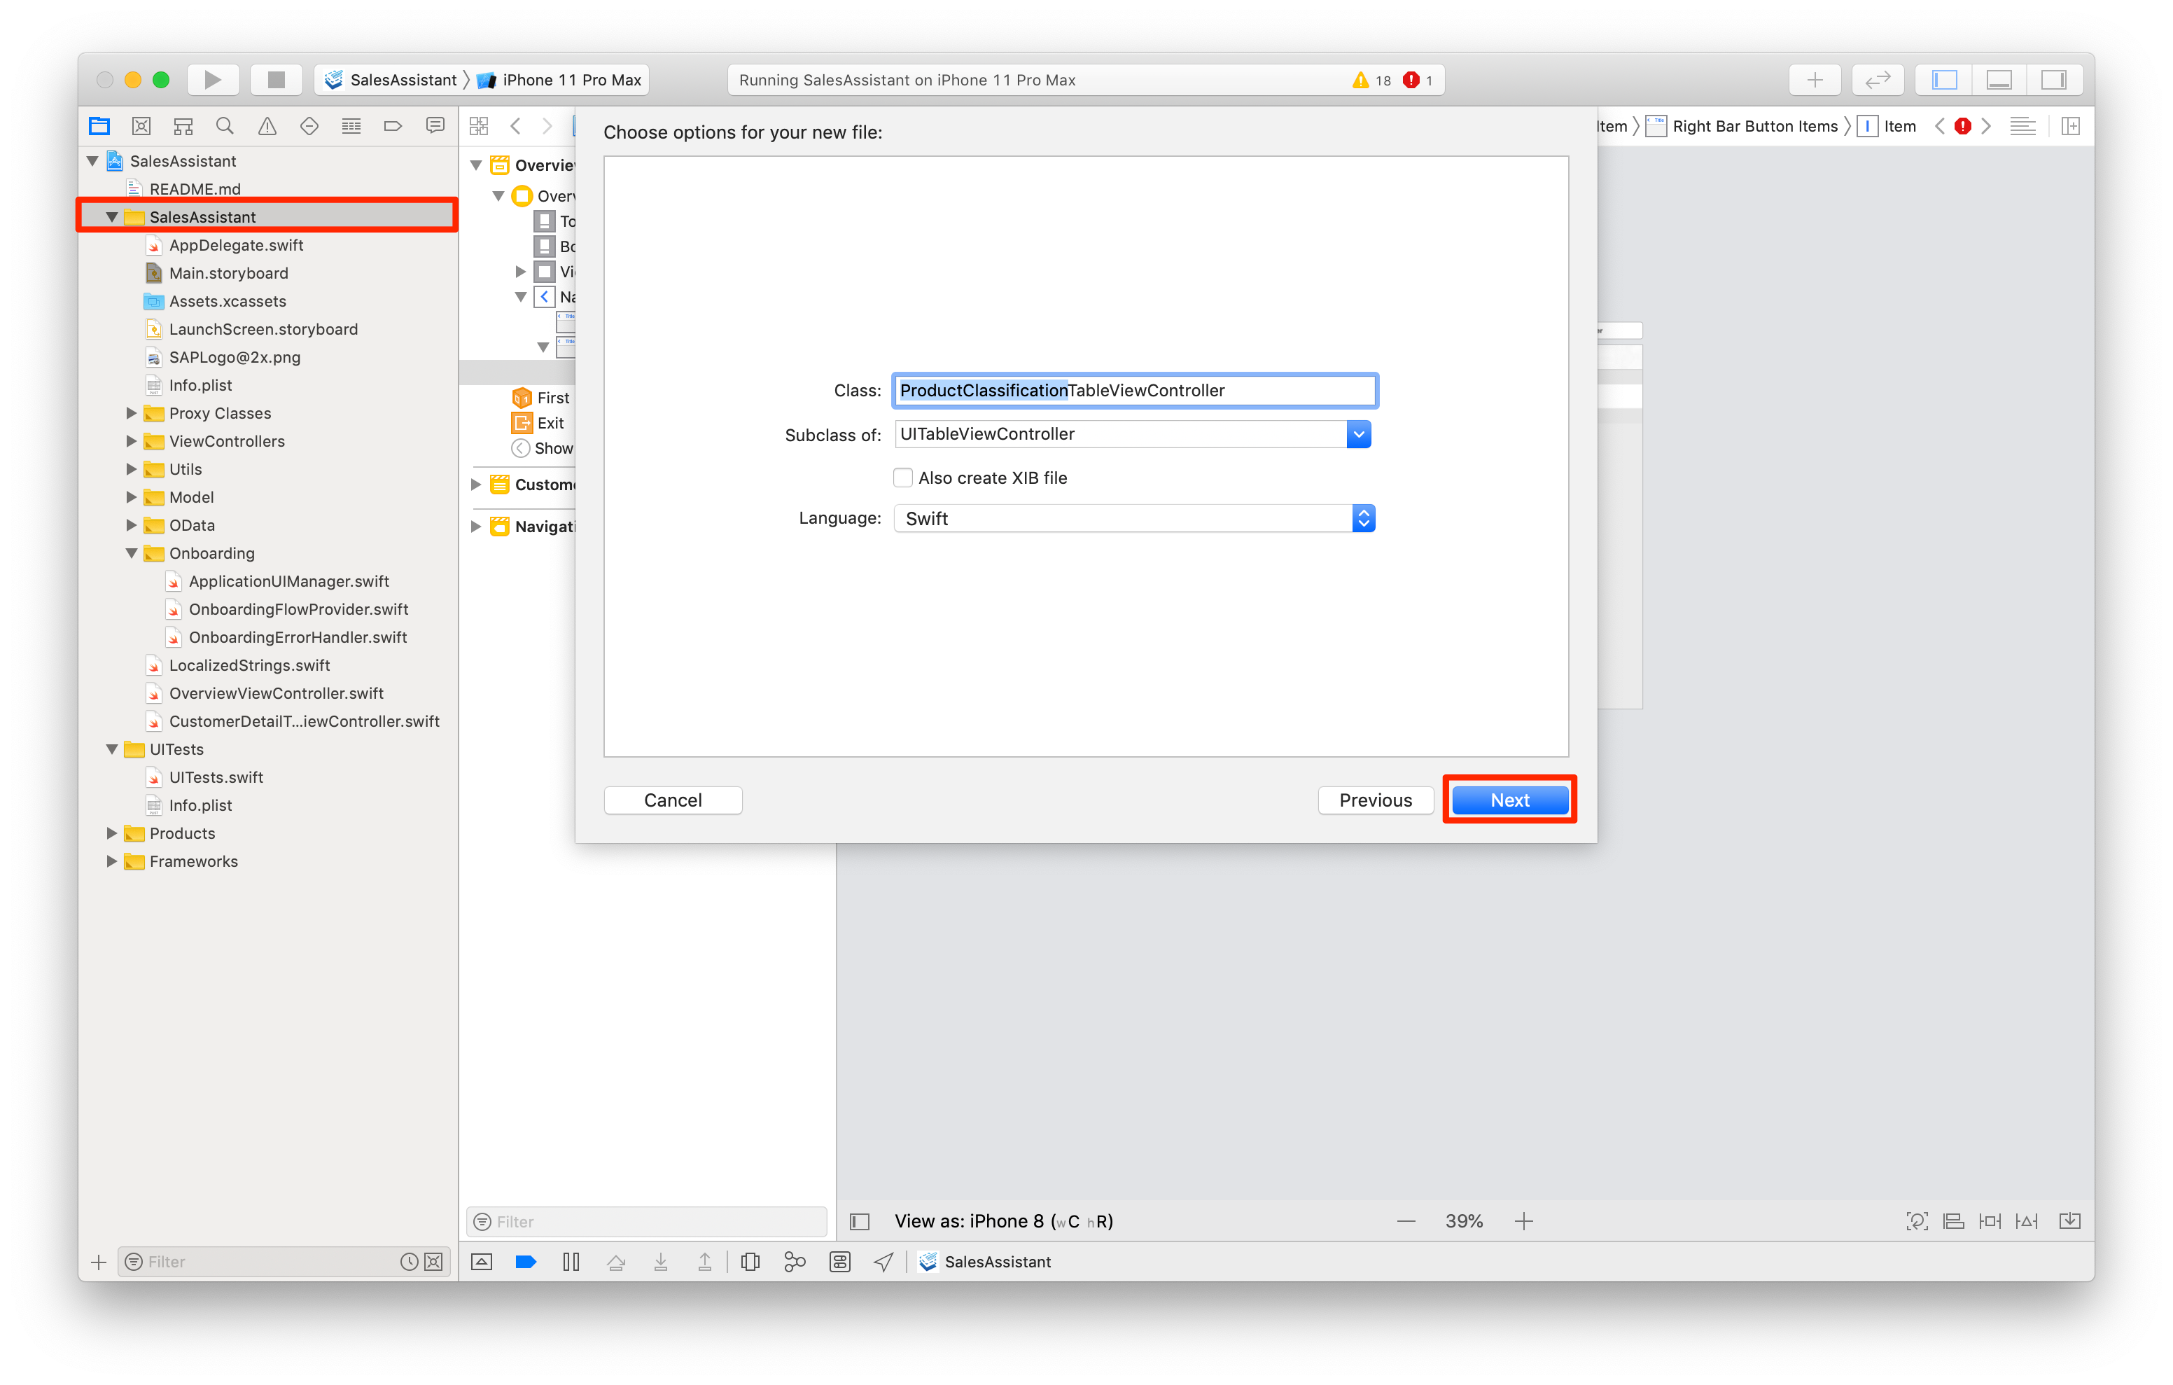 SalesAssistant
iPhone 11 Pro Max
Running SalesAssistant on iPhone 11 Pro Max
18
1
SalesAssistant
README.md
SalesAssistant
AppDelegate.swift
Main.storyboard
Assets.xcassets
LaunchScreen.storyboard
SAPLogo@2x.png
Info.plist
Proxy Classes
ViewControllers
Utils
Model
OData
Onboarding
ApplicationUIManager.swift
OnboardingFlowProvider.swift
OnboardingErrorHandler.swift
LocalizedStrings.swift
OverviewViewController.swift
CustomerDetailT...iewController.swift
UITests
UITests.swift
Info.plist
Products
Frameworks
Filter
Overvie
Over
To
Bo
Vi
Na
First
Exit
Show
Custome
Navigati
Filter
Choose options for your new file:
Class: ProductClassificationTableViewController
Subclass of: UITableViewController
Also create XIB file
Language: Swift
Cancel
Previous
Next
Item
Right Bar Button Items
Item
View as: iPhone 8 (wC hR)
39%
SalesAssistant